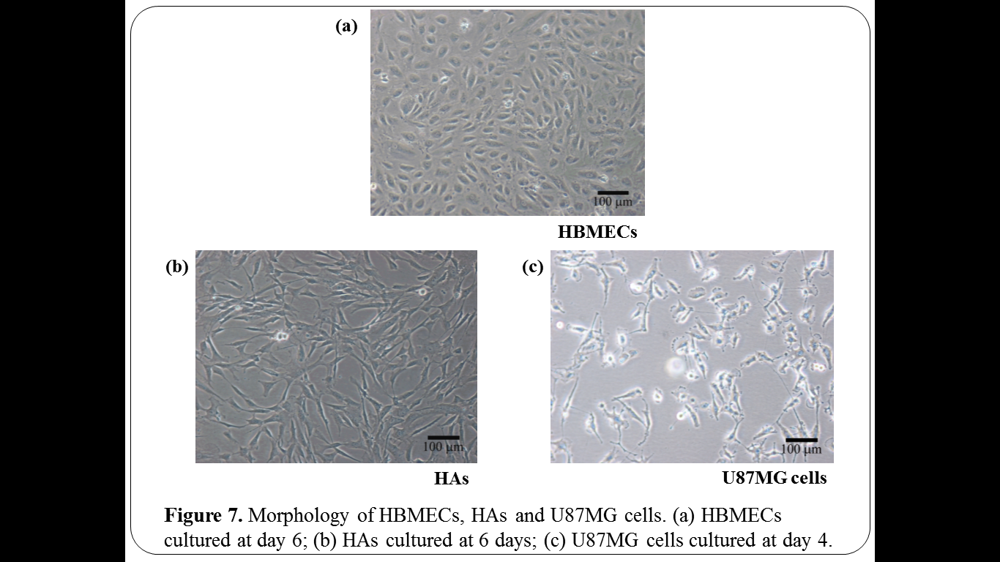 (a)
100 μm
HBMECs
(b)
100 μm
HAs
(c)
100 μm
U87MG cells
Figure 7. Morphology of HBMECs, HAs and U87MG cells. (a) HBMECs
cultured at day 6; (b) HAs cultured at 6 days; (c) U87MG cells cultured at day 4.